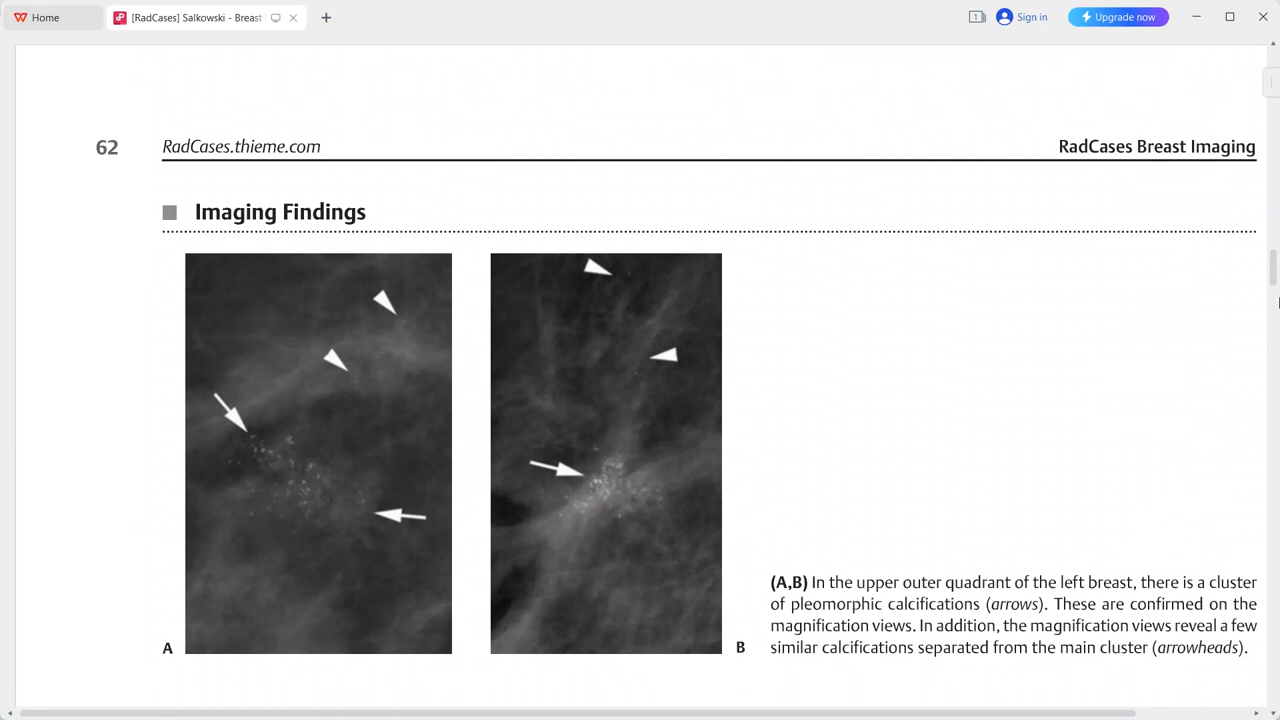 Home
[RadCases] Salkowski - Breast
1
Sign in
Upgrade now
62
RadCases.thieme.com
RadCases Breast Imaging
Imaging Findings
A
B
(A,B) In the upper outer quadrant of the left breast, there is a cluster
of pleomorphic calcifications (arrows). These are confirmed on the
magnification views. In addition, the magnification views reveal a few
similar calcifications separated from the main cluster (arrowheads).